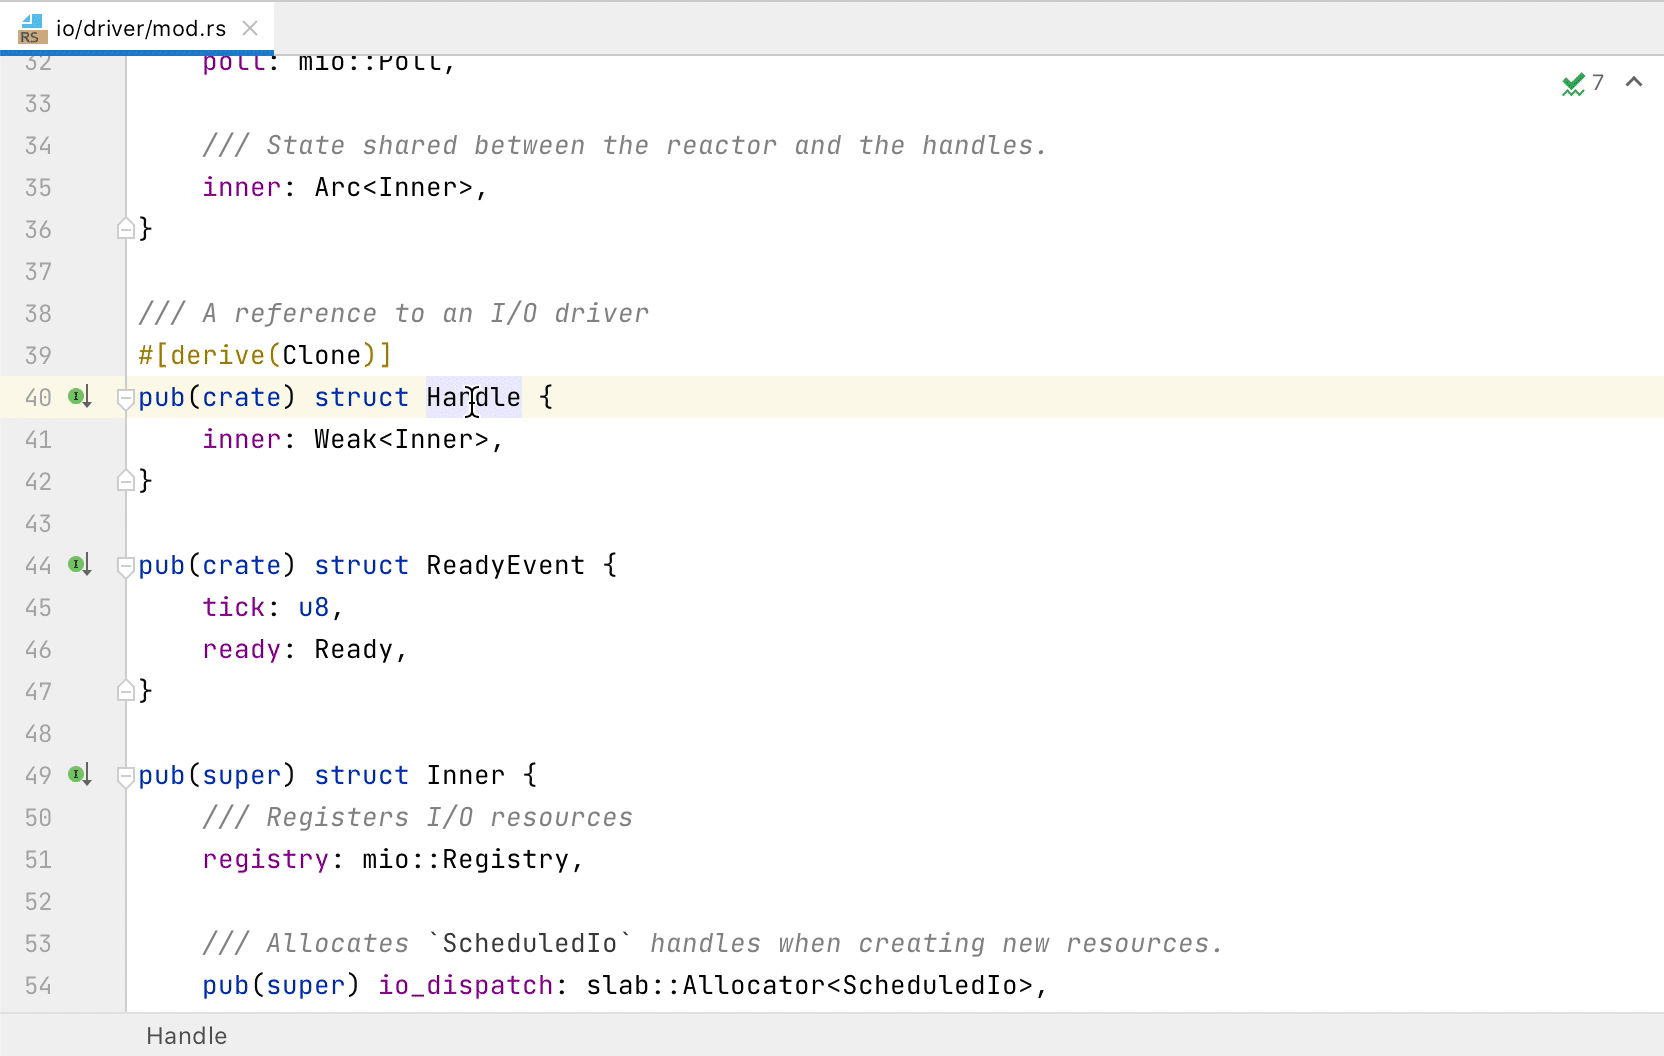 RS io/driver/mod.rs
7
32     poll: mio::Poll,
33
34     /// State shared between the reactor and the handles.
35     inner: Arc<Inner>,
36 }
37
38 /// A reference to an I/O driver
39 #[derive(Clone)]
40 pub(crate) struct Handle {
41     inner: Weak<Inner>,
42 }
43
44 pub(crate) struct ReadyEvent {
45     tick: u8,
46     ready: Ready,
47 }
48
49 pub(super) struct Inner {
50     /// Registers I/O resources
51     registry: mio::Registry,
52
53     /// Allocates `ScheduledIo` handles when creating new resources.
54     pub(super) io_dispatch: slab::Allocator<ScheduledIo>,
Handle